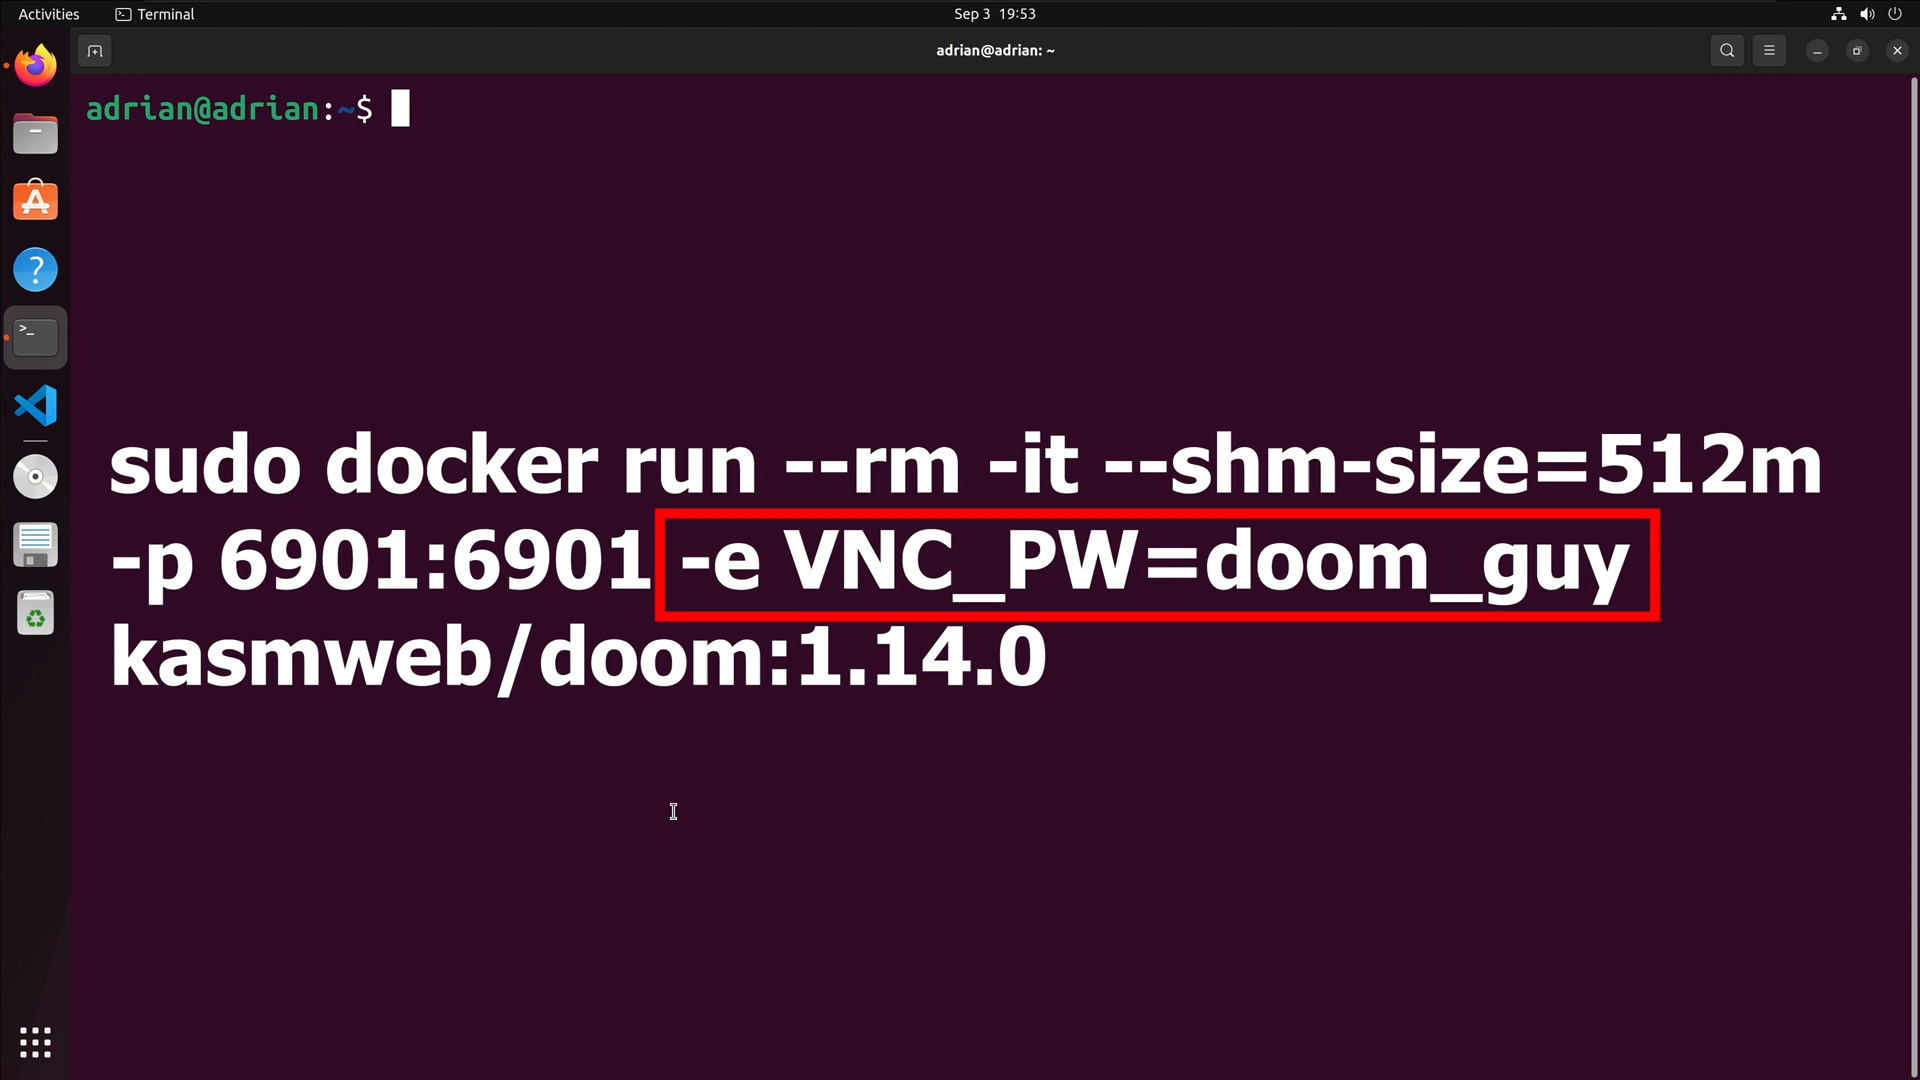 Activities Terminal Sep 3 19:53
adrian@adrian: ~
adrian@adrian:~$
sudo docker run --rm -it --shm-size=512m
-p 6901:6901 -e VNC_PW=doom_guy
kasmweb/doom:1.14.0